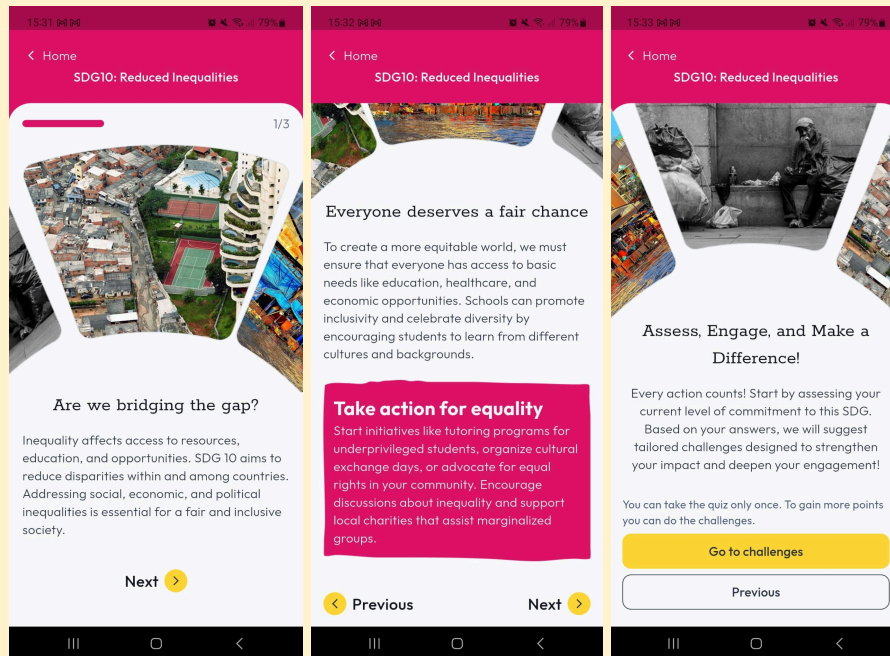 15:31
79%
Home
SDG10: Reduced Inequalities
1/3
Are we bridging the gap?
Inequality affects access to resources,
education, and opportunities. SDG 10 aims to
reduce disparities within and among countries.
Addressing social, economic, and political
inequalities is essential for a fair and inclusive
society.
Next
15:32
79%
Home
SDG10: Reduced Inequalities
Everyone deserves a fair chance
To create a more equitable world, we must
ensure that everyone has access to basic
needs like education, healthcare, and
economic opportunities. Schools can promote
inclusivity and celebrate diversity by
encouraging students to learn from different
cultures and backgrounds.
Take action for equality
Start initiatives like tutoring programs for
underprivileged students, organize cultural
exchange days, or advocate for equal
rights in your community. Encourage
discussions about inequality and support
local charities that assist marginalized
groups.
Previous
Next
15:33
79%
Home
SDG10: Reduced Inequalities
Assess, Engage, and Make a
Difference!
Every action counts! Start by assessing your
current level of commitment to this SDG.
Based on your answers, we will suggest
tailored challenges designed to strengthen
your impact and deepen your engagement!
You can take the quiz only once. To gain more points
you can do the challenges.
Go to challenges
Previous